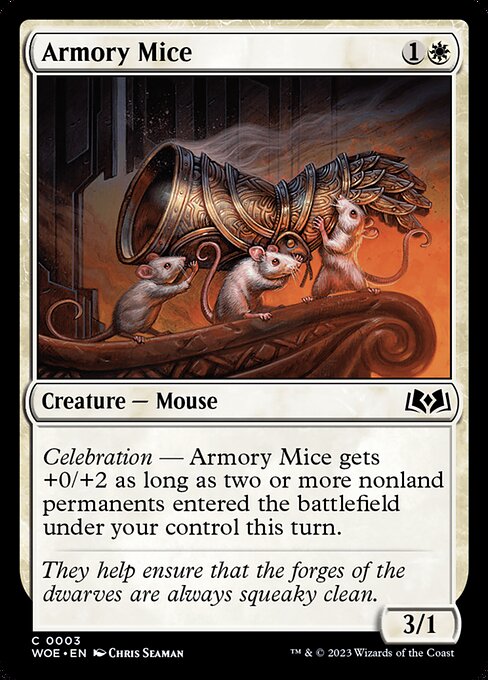 Armory Mice 1
Creature — Mouse
Celebration — Armory Mice gets
+0/+2 as long as two or more nonland
permanents entered the battlefield
under your control this turn.
They help ensure that the forges of the
dwarves are always squeaky clean.
3/1
C 0003
WOE • EN Chris Seaman
™ & © 2023 Wizards of the Coast